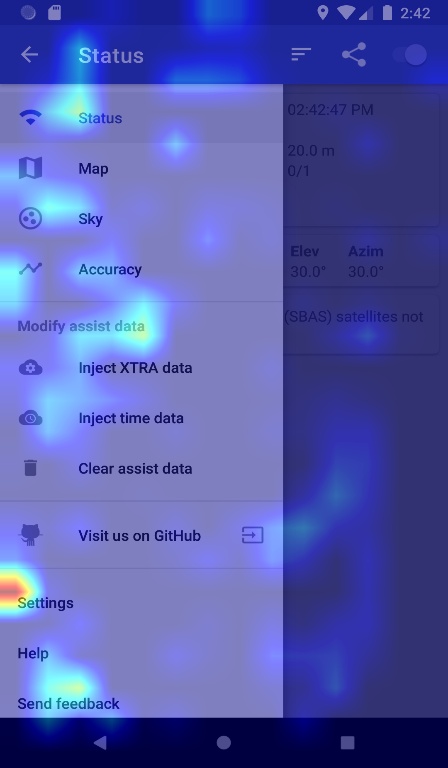 2:42
Status
Status
02:42:47 PM
Map
20.0 m
0/1
Sky
Elev Azim
Accuracy
30.0° 30.0°
Modify assist data
(SBAS) satellites not
Inject XTRA data
Inject time data
Clear assist data
Visit us on GitHub
Settings
Help
Send feedback